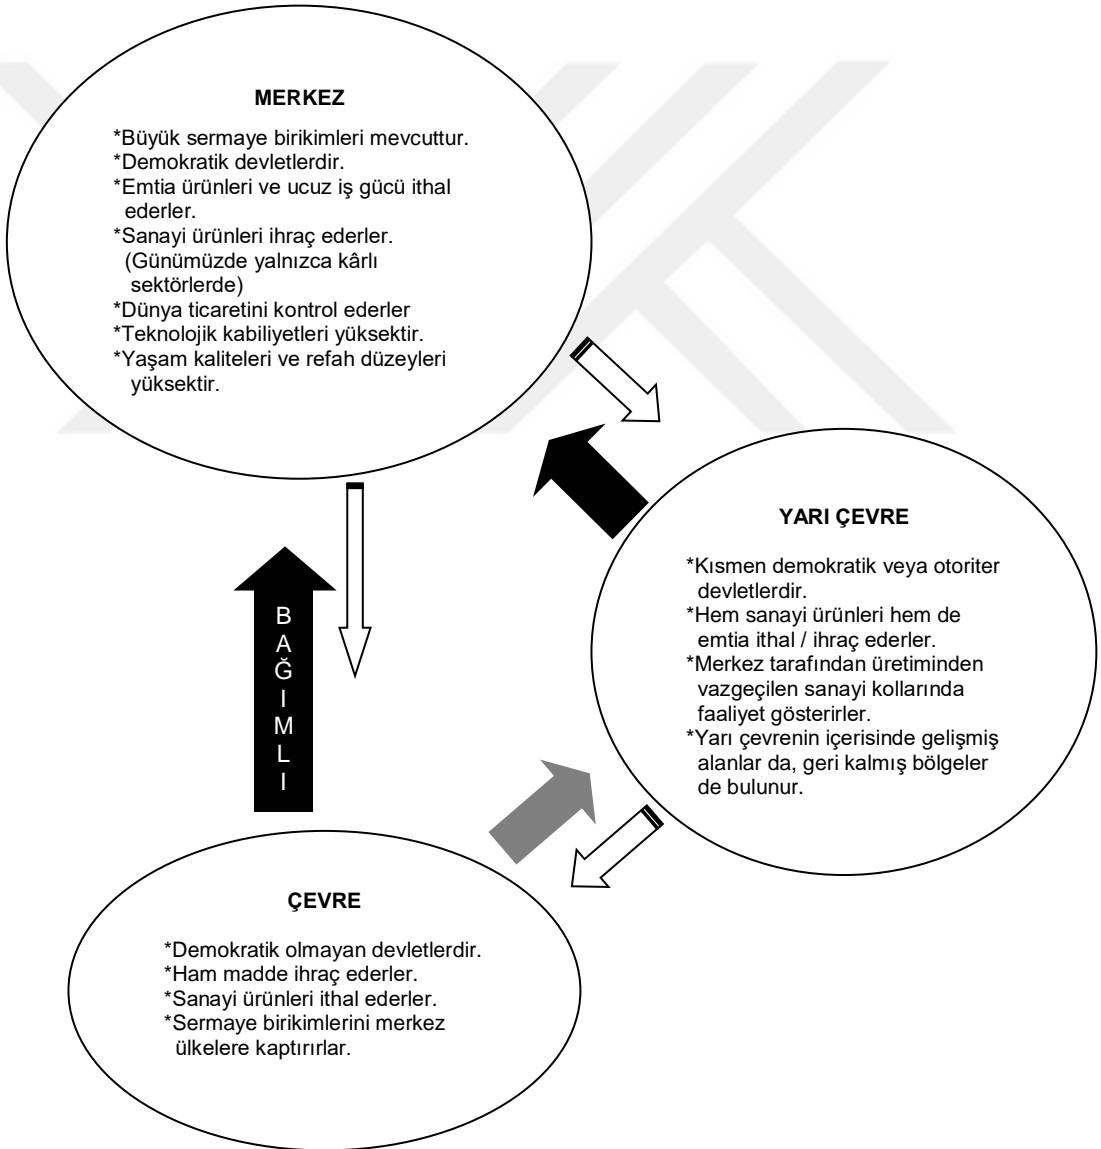 MERKEZ
*Büyük sermaye birikimleri mevcuttur.
*Demokratik devletlerdir.
*Emtia ürünleri ve ucuz iş gücü ithal
ederler.
*Sanayi ürünleri ihraç ederler.
(Günümüzde yalnızca kârlı
sektörlerde)
*Dünya ticaretini kontrol ederler
*Teknolojik kabiliyetleri yüksektir.
*Yaşam kaliteleri ve refah düzeyleri
yüksektir.
YARI ÇEVRE
*Kısmen demokratik veya otoriter
devletlerdir.
*Hem sanayi ürünleri hem de
emtia ithal / ihraç ederler.
*Merkez tarafından üretiminden
vazgeçilen sanayi kollarında
faaliyet gösterirler.
*Yarı çevrenin içerisinde gelişmiş
alanlar da, geri kalmış bölgeler
de bulunur.
B
A
Ğ
I
M
L
I
ÇEVRE
*Demokratik olmayan devletlerdir.
*Ham madde ihraç ederler.
*Sanayi ürünleri ithal ederler.
*Sermaye birikimlerini merkez
ülkelere kaptırırlar.